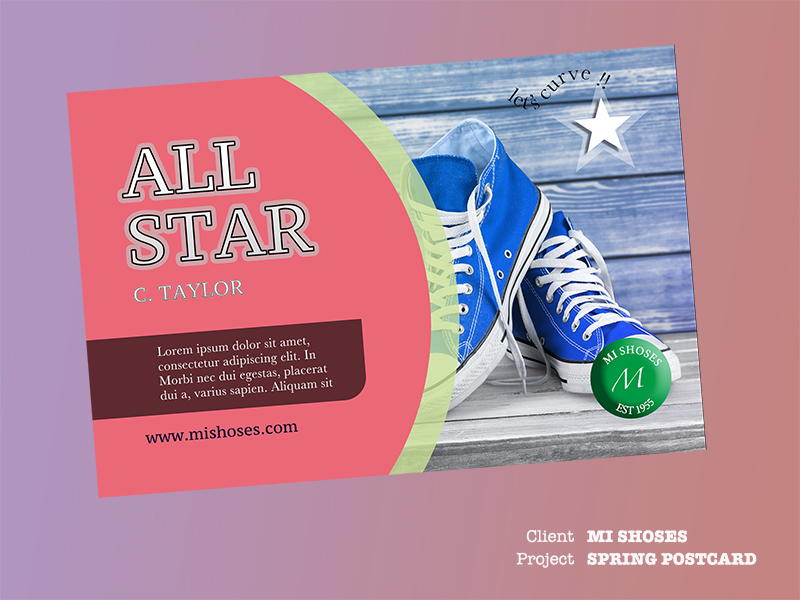 let's curve !!
ALL
STAR
C. TAYLOR
Lorem ipsum dolor sit amet,
consectetur adipiscing elit. In
Morbi nec dui egestas, placerat
dui a, varius sapien. Aliquam sit
www.mishoses.com
MI SHOSES
M
EST 1955
Client MI SHOSES
Project SPRING POSTCARD